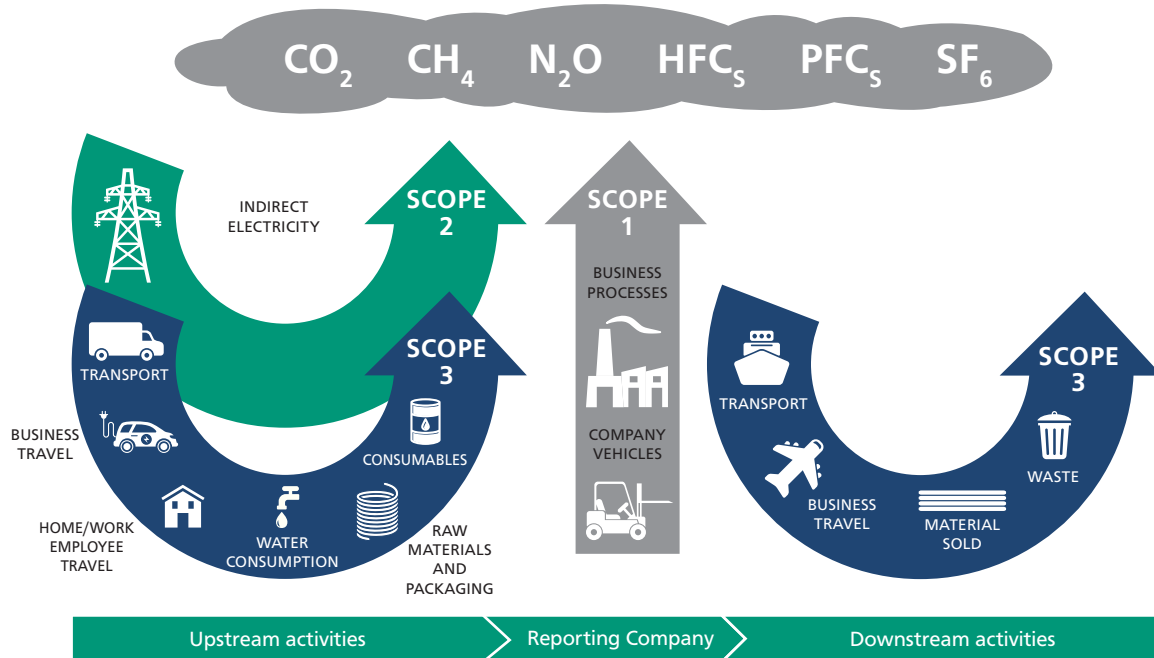 CO₂ CH₄ N₂O HFCₛ PFCₛ SF₆
INDIRECT
ELECTRICITY
SCOPE
2
TRANSPORT
BUSINESS
TRAVEL
HOME/WORK
EMPLOYEE
TRAVEL
WATER
CONSUMPTION
RAW
MATERIALS
AND
PACKAGING
CONSUMABLES
SCOPE
3
SCOPE
1
BUSINESS
PROCESSES
COMPANY
VEHICLES
TRANSPORT
BUSINESS
TRAVEL
MATERIAL
SOLD
WASTE
SCOPE
3
Upstream activities
Reporting Company
Downstream activities